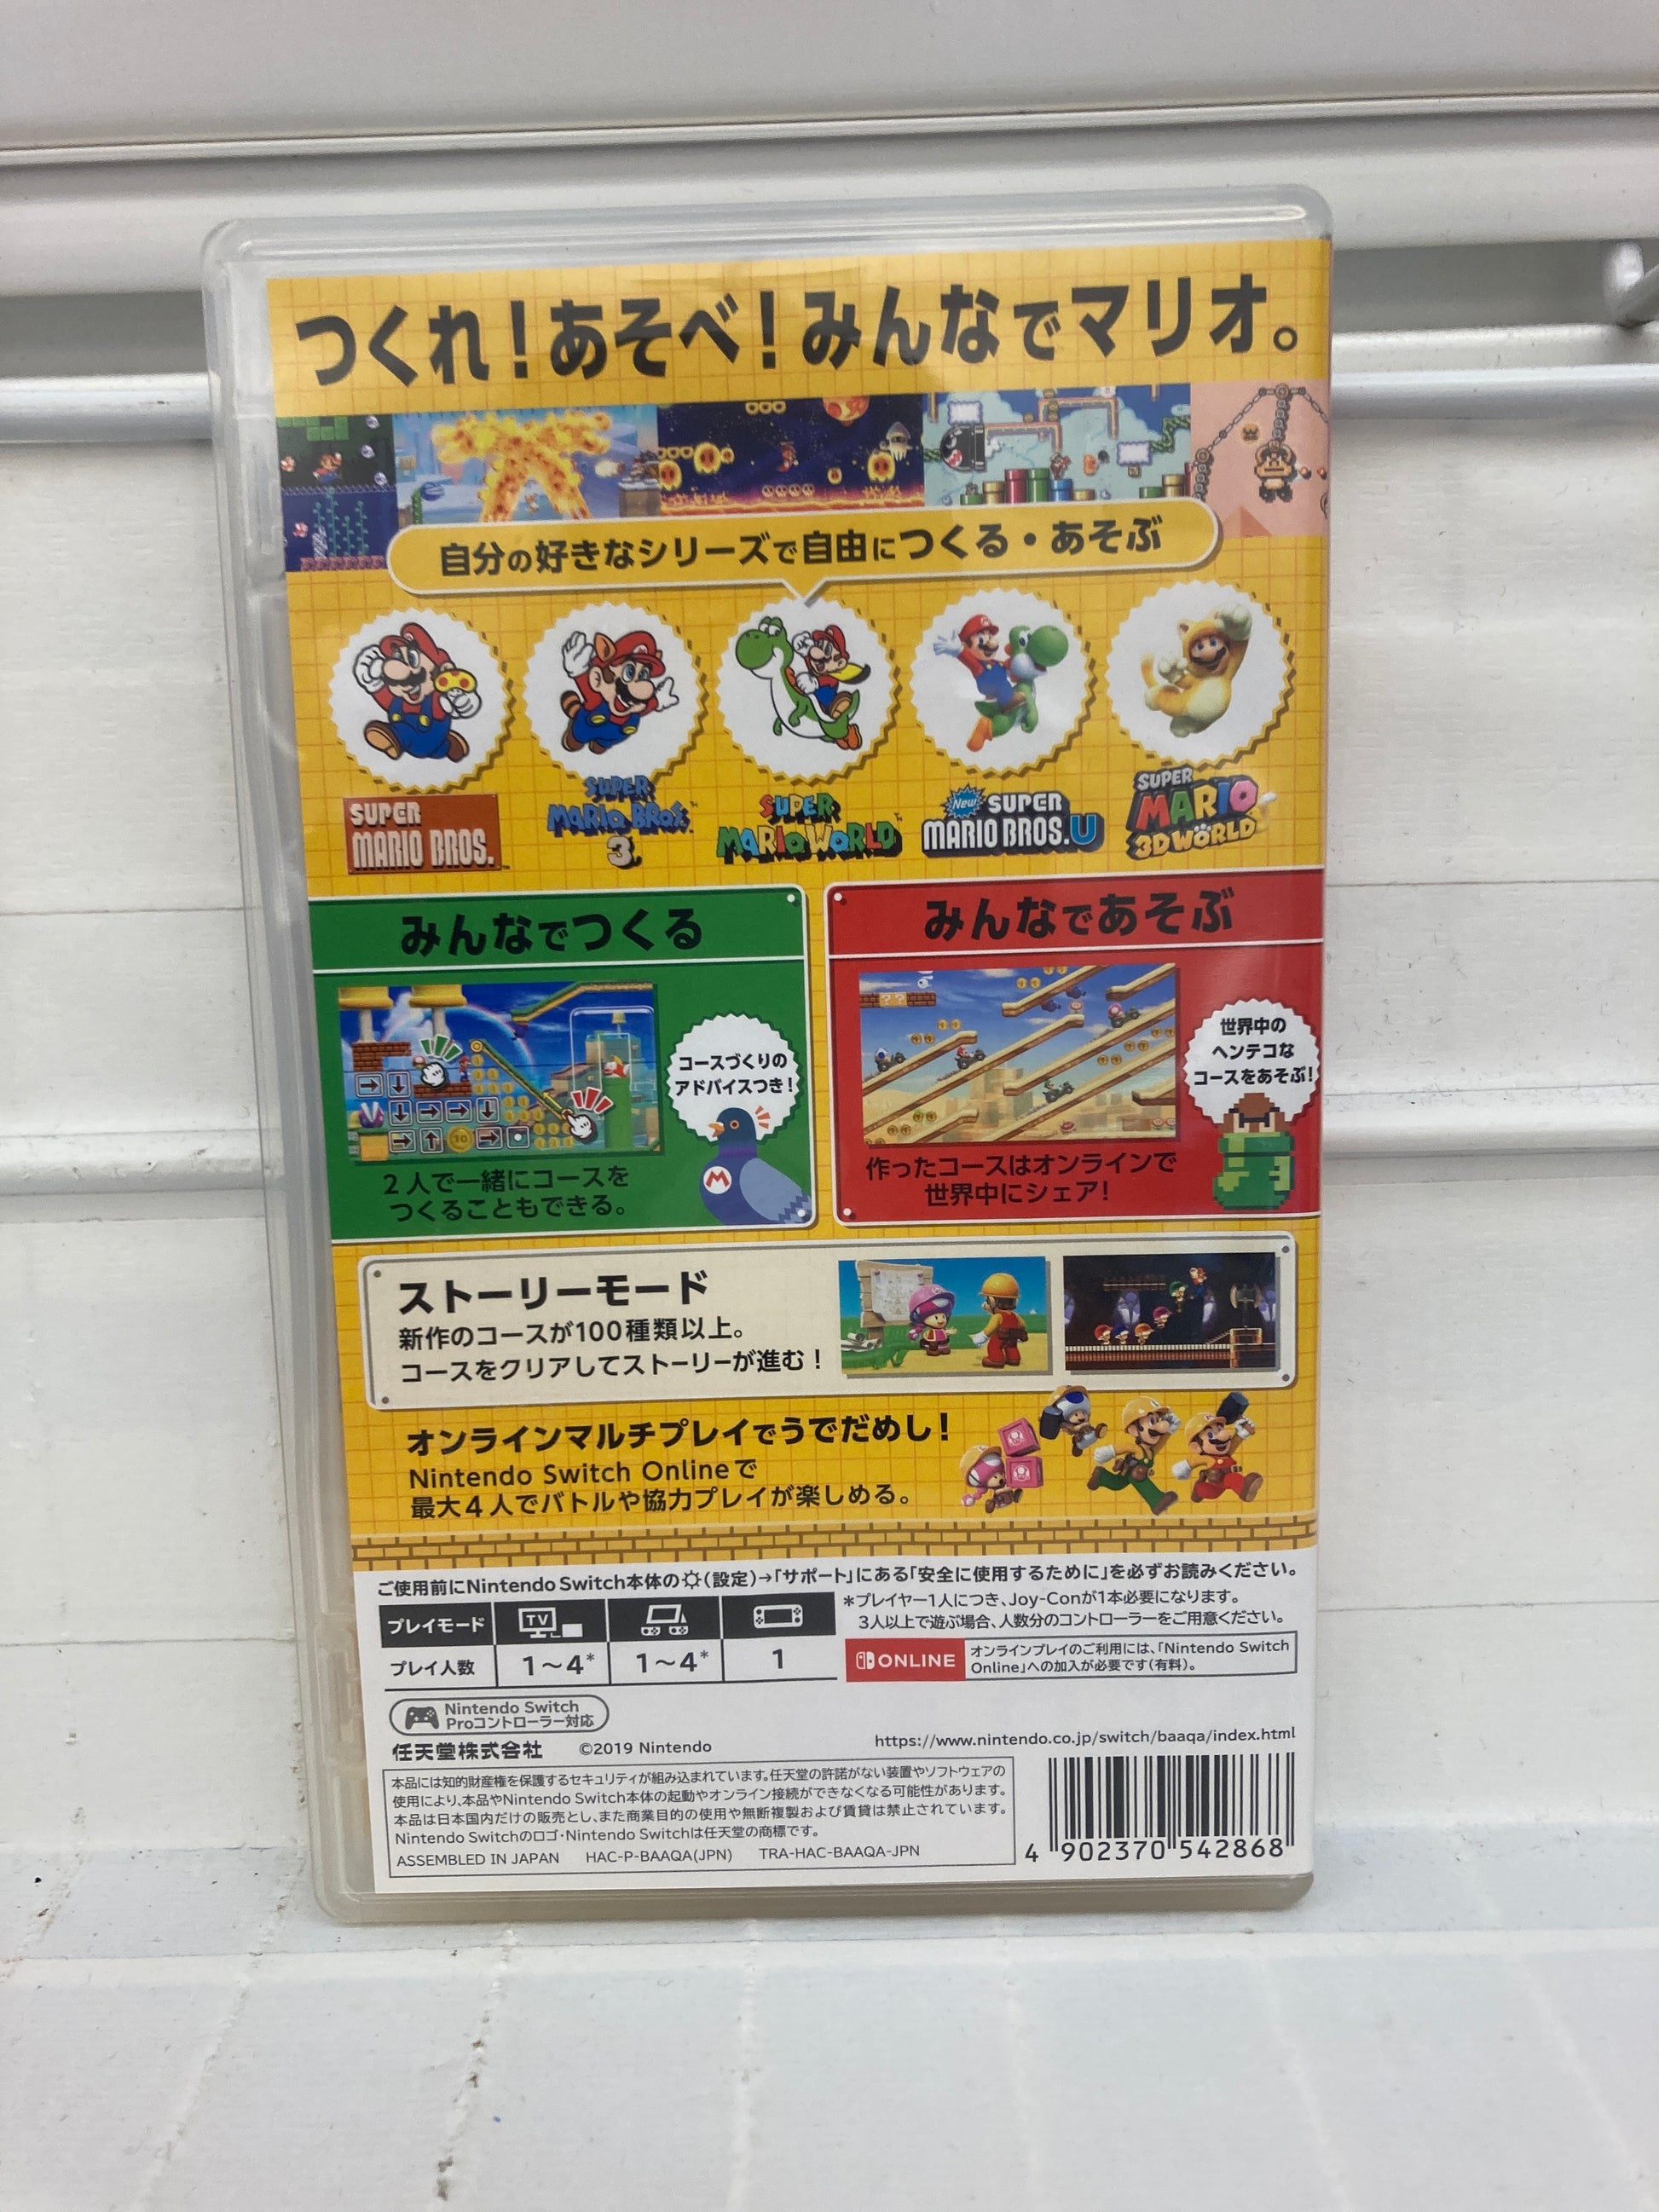 つくれ！あそべ！みんなでマリオ。
自分の好きなシリーズで自由につくる・あそぶ
SUPER
MARIO BROS.™
SUPER
MARIO BROS.™
3
SUPER
MARIO WORLD™
New SUPER
MARIO BROS. U
SUPER
MARIO
3D WORLD
みんなでつくる
コースづくりの
アドバイスつき！
2人で一緒にコースを
つくることもできる。
みんなであそぶ
世界中の
ヘンテコな
コースをあそぶ！
作ったコースはオンラインで
世界中にシェア！
ストーリーモード
新作のコースが100種類以上。
コースをクリアしてストーリーが進む！
オンラインマルチプレイでうでだめし！
Nintendo Switch Onlineで
最大4人でバトルや協力プレイが楽しめる。
ご使用前にNintendo Switch本体の(設定)→「サポート」にある「安全に使用するために」を必ずお読みください。
プレイモード TV
プレイ人数 1〜4* 1〜4* 1
*プレイヤー1人につき、Joy-Conが1本必要になります。
3人以上で遊ぶ場合、人数分のコントローラーをご用意ください。
ONLINE
オンラインプレイのご利用には、「Nintendo Switch
Online」への加入が必要です(有料)。
Nintendo Switch
Proコントローラー対応
任天堂株式会社 ©2019 Nintendo
https://www.nintendo.co.jp/switch/baaqa/index.html
本品には知的財産権を保護するセキュリティが組み込まれています。任天堂の許諾がない装置やソフトウェアの
使用により、本品やNintendo Switch本体の起動やオンライン接続ができなくなる可能性があります。
本品は日本国内だけの販売とし、また商業目的の使用や無断複製および賃貸は禁止されています。
Nintendo Switchのロゴ・Nintendo Switchは任天堂の商標です。
ASSEMBLED IN JAPAN HAC-P-BAAQA(JPN) TRA-HAC-BAAQA-JPN
4 902370 542868